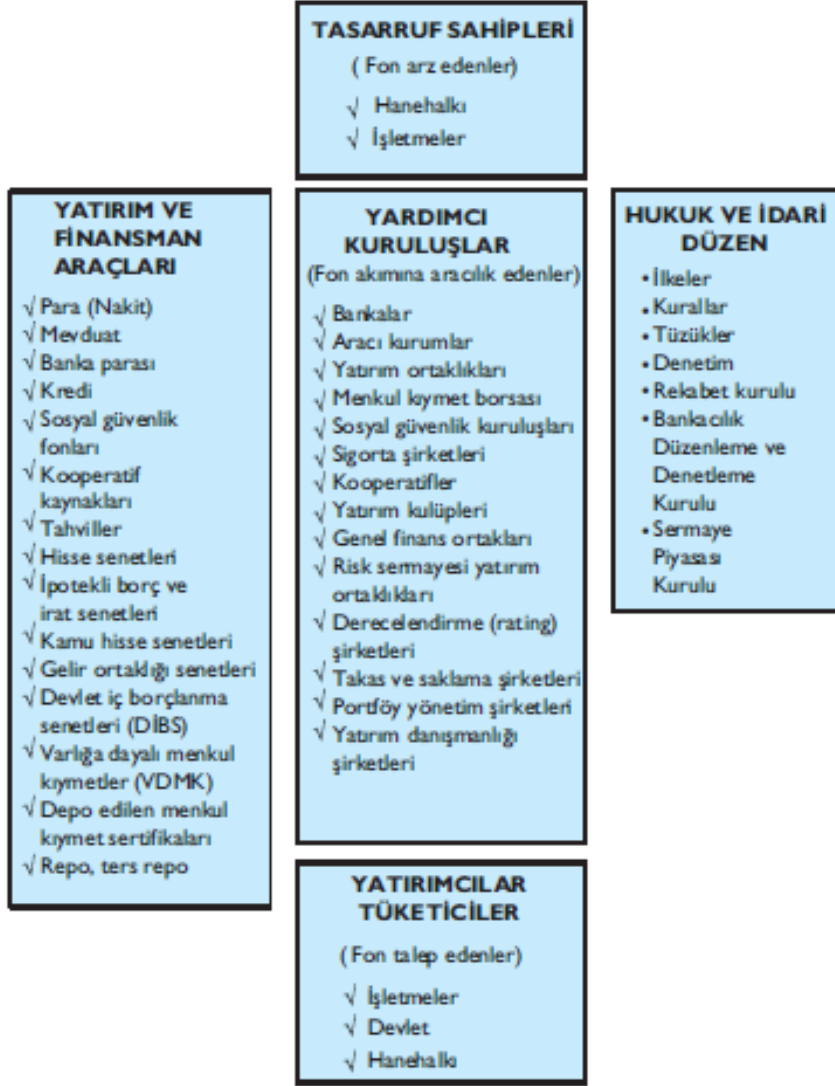 TASARRUF SAHİPLERİ
( Fon arz edenler)
√ Hanehalkı
√ İşletmeler
YATIRIM VE
FİNANSMAN
ARAÇLARI
√ Para (Nakit)
√ Mevduat
√ Banka parası
√ Kredi
√ Sosyal güvenlik
fonları
√ Kooperatif
kaynakları
√ Tahviller
√ Hisse senetleri
√ İpotekli borç ve
irat senetleri
√ Kamu hisse senetleri
√ Gelir ortaklığı senetleri
√ Devlet iç borçlanma
senetleri (DİBS)
√ Varlığa dayalı menkul
kıymetler (VDMK)
√ Depo edilen menkul
kıymet sertifikaları
√ Repo, ters repo
YARDIMCI
KURULUŞLAR
(Fon akımına aracılık edenler)
√ Bankalar
√ Aracı kurumlar
√ Yatırım ortaklıkları
√ Menkul kıymet borsası
√ Sosyal güvenlik kuruluşları
√ Sigorta şirketleri
√ Kooperatifler
√ Yatırım kulüpleri
√ Genel finans ortakları
√ Risk sermayesi yatırım
ortaklıkları
√ Derecelendirme (rating)
şirketleri
√ Takas ve saklama şirketleri
√ Portföy yönetim şirketleri
√ Yatırım danışmanlığı
şirketleri
HUKUK VE İDARİ
DÜZEN
• İlkeler
• Kurallar
• Tüzükler
• Denetim
• Rekabet kurulu
• Bankacılık
Düzenleme ve
Denetleme
Kurulu
• Sermaye
Piyasası
Kurulu
YATIRIMCILAR
TÜKETİCİLER
(Fon talep edenler)
√ İşletmeler
√ Devlet
√ Hanehalkı